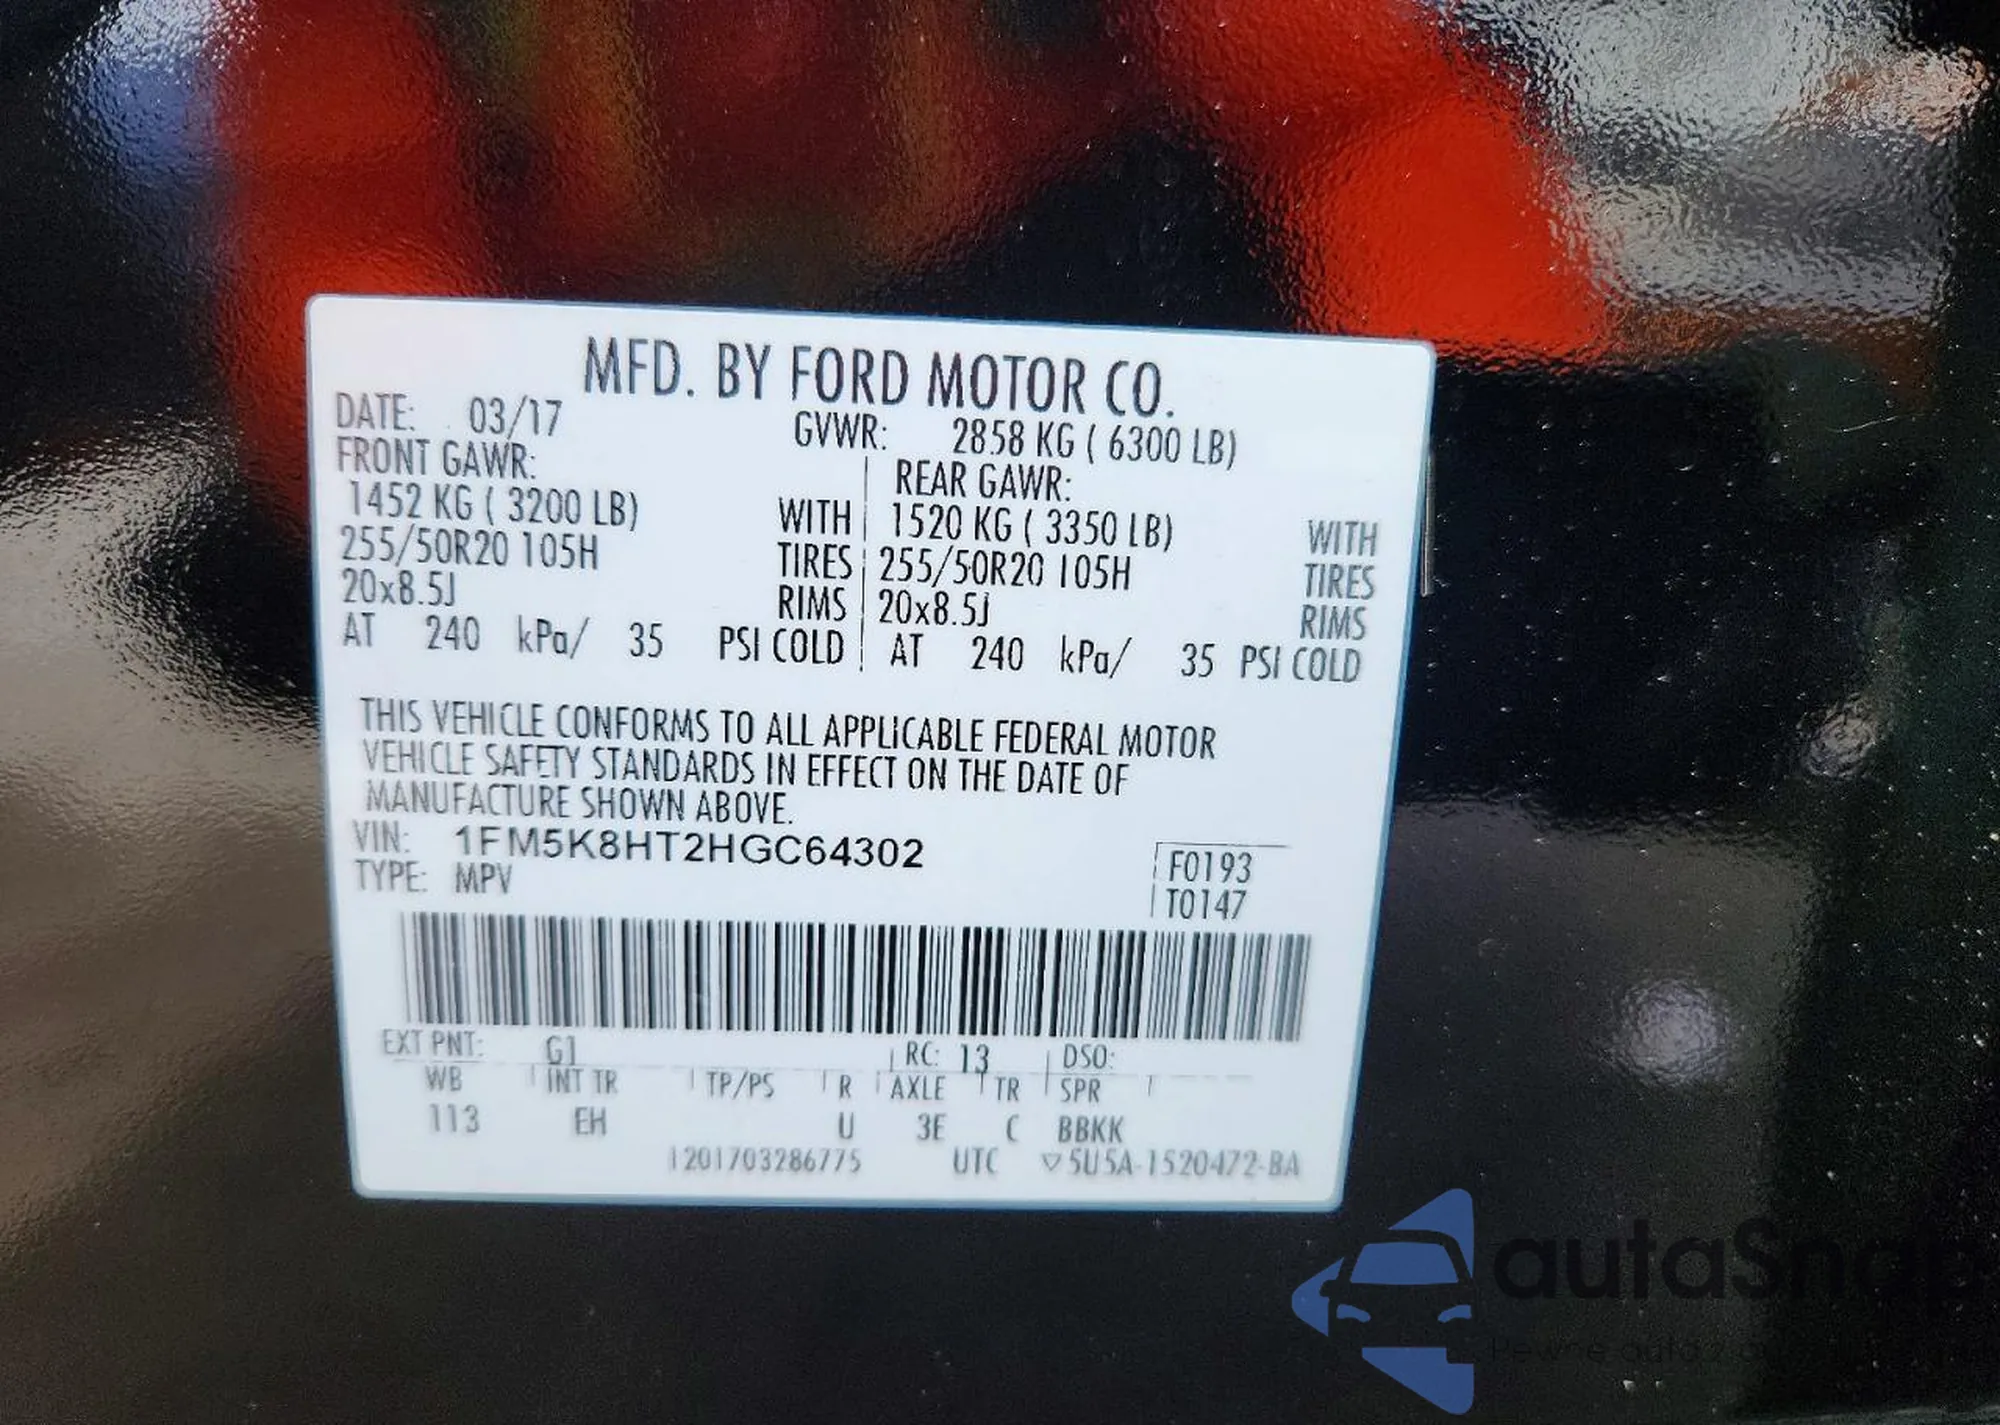 MFD. BY FORD MOTOR CO.
DATE: 03/17 GVWR: 2858 KG ( 6300 LB)
FRONT GAWR: REAR GAWR:
1452 KG ( 3200 LB) WITH 1520 KG ( 3350 LB) WITH
255/50R20 105H TIRES 255/50R20 105H TIRES
20x8.5J RIMS 20x8.5J RIMS
AT 240 kPa/ 35 PSI COLD AT 240 kPa/ 35 PSI COLD
THIS VEHICLE CONFORMS TO ALL APPLICABLE FEDERAL MOTOR
VEHICLE SAFETY STANDARDS IN EFFECT ON THE DATE OF
MANUFACTURE SHOWN ABOVE.
VIN: 1FM5K8HT2HGC64302 F0193
TYPE: MPV T0147
EXT PNT: G1 RC: 13 DSO:
WB INT TR TP/PS R AXLE TR SPR
113 EH U 3E C BBKK
1201703286775 UTC ▽5U5A-1520472-BA
autaSnap
Pewne auto z